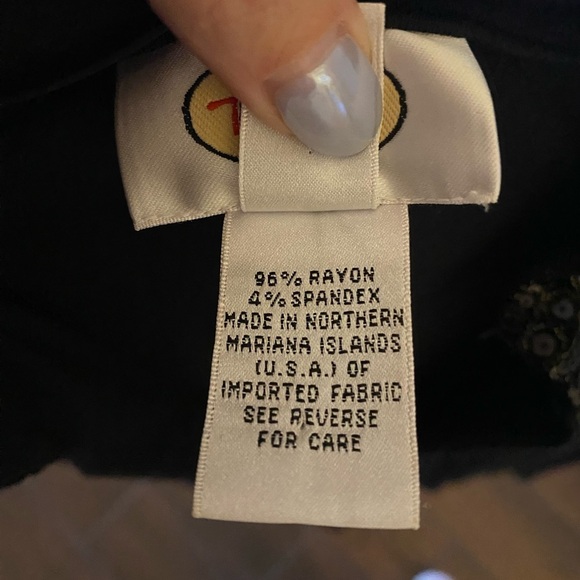 96% RAYON
4% SPANDEX
MADE IN NORTHERN
MARIANA ISLANDS
(U.S.A.) OF
IMPORTED FABRIC
SEE REVERSE
FOR CARE